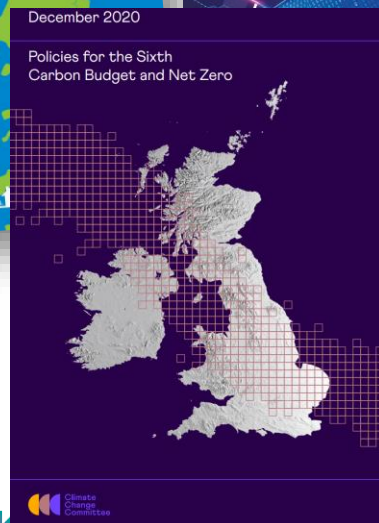 December 2020
Policies for the Sixth
Carbon Budget and Net Zero
Climate
Change
Committee